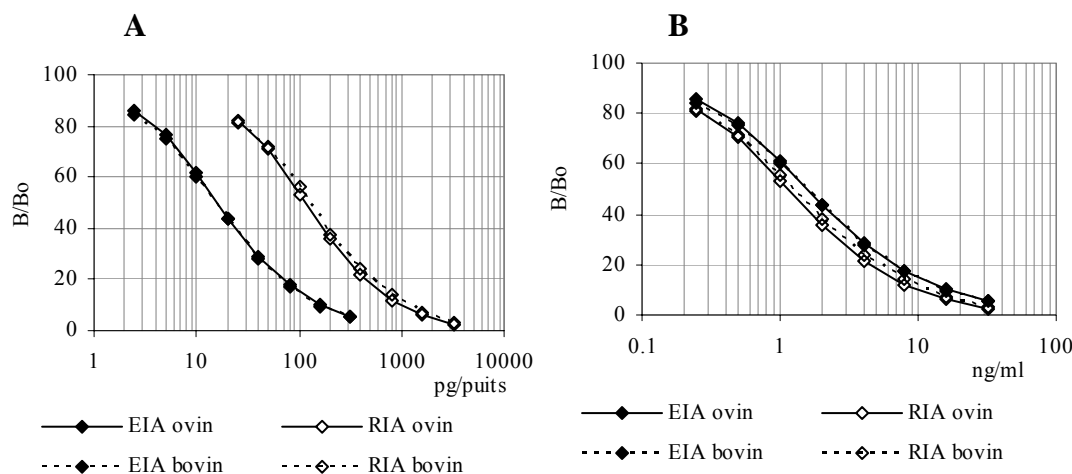 A
100
80
60
40
20
0
B/Bo
1 10 100 1000 10000
pg/puits
EIA ovin RIA ovin
EIA bovin RIA bovin
B
100
80
60
40
20
0
B/Bo
0.1 1 10 100
ng/ml
EIA ovin RIA ovin
EIA bovin RIA bovin